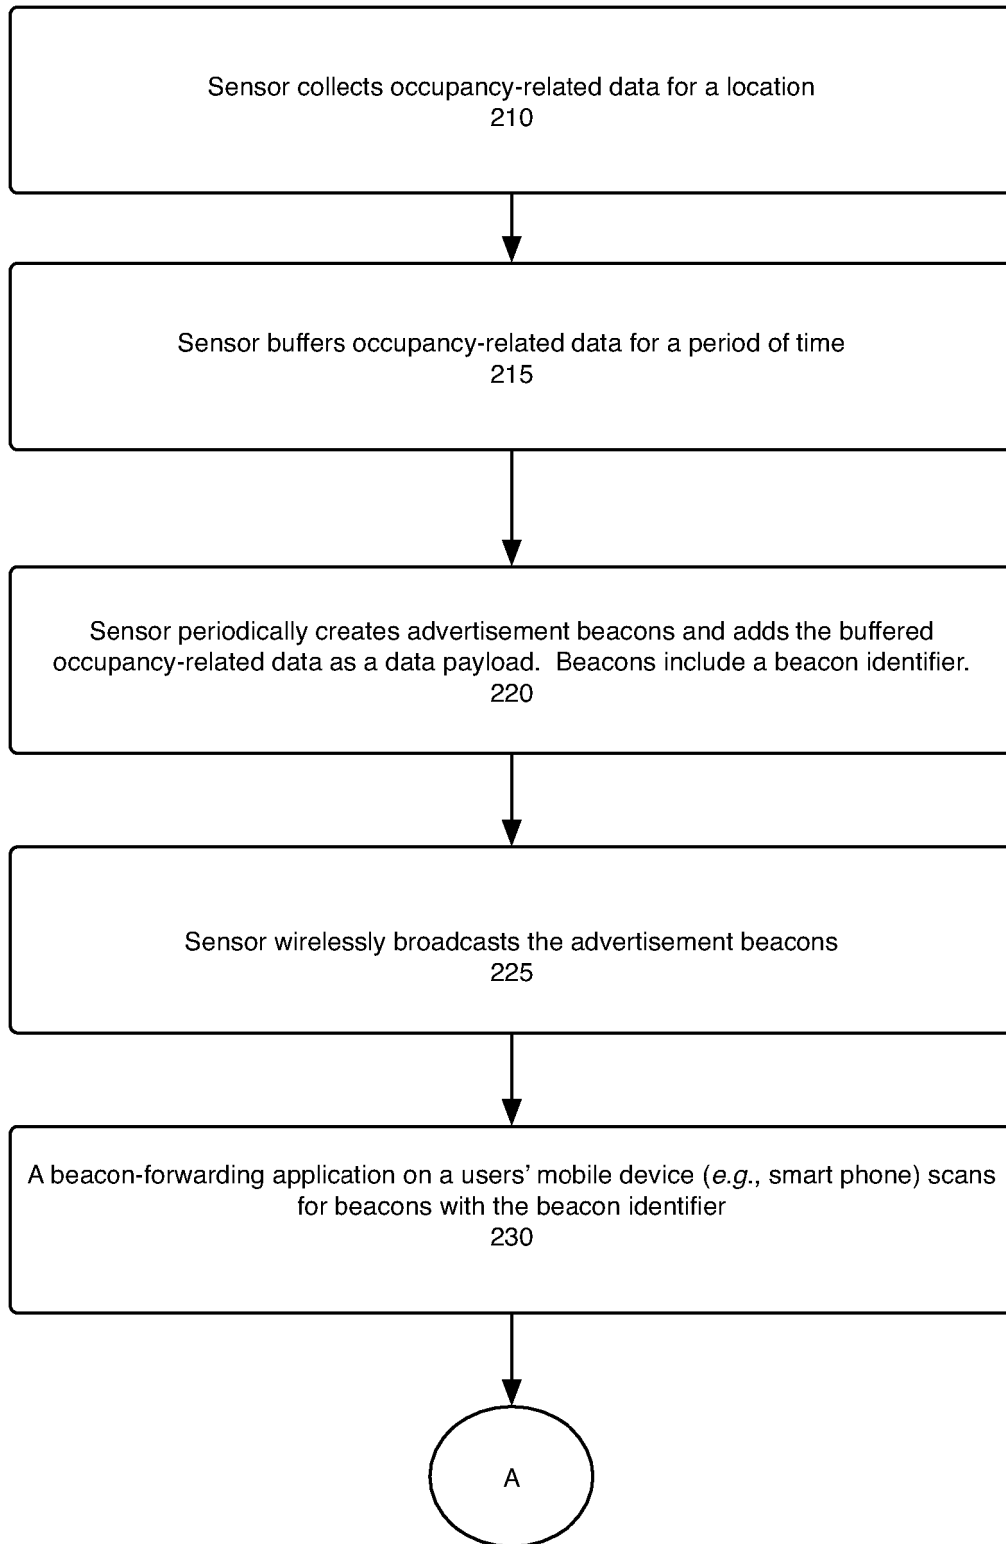 Sensor collects occupancy-related data for a location
210
Sensor buffers occupancy-related data for a period of time
215
Sensor periodically creates advertisement beacons and adds the buffered
occupancy-related data as a data payload.  Beacons include a beacon identifier.
220
Sensor wirelessly broadcasts the advertisement beacons
225
A beacon-forwarding application on a users’ mobile device (e.g., smart phone) scans
for beacons with the beacon identifier
230
A